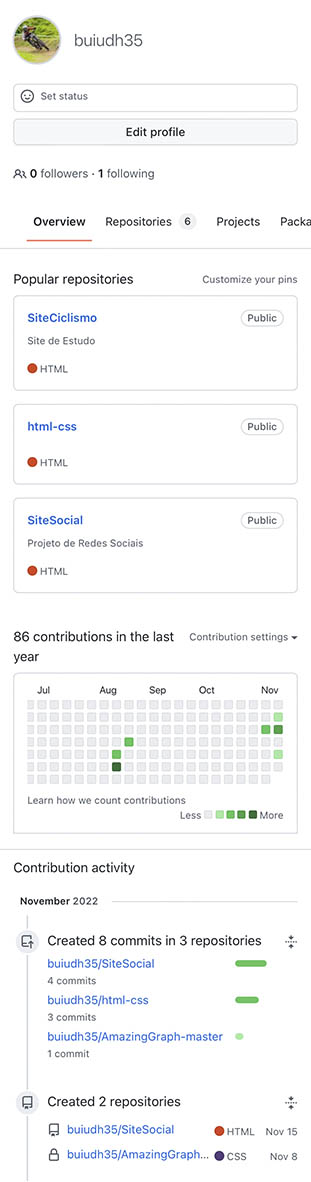 buiudh35
Set status
Edit profile
0 followers · 1 following
Overview Repositories 6 Projects Packa
Popular repositories Customize your pins
SiteCiclismo Public
Site de Estudo
HTML
html-css Public
HTML
SiteSocial Public
Projeto de Redes Sociais
HTML
86 contributions in the last Contribution settings
year
Jul Aug Sep Oct Nov
Learn how we count contributions
Less More
Contribution activity
November 2022
Created 8 commits in 3 repositories
buiudh35/SiteSocial
4 commits
buiudh35/html-css
3 commits
buiudh35/AmazingGraph-master
1 commit
Created 2 repositories
buiudh35/SiteSocial HTML Nov 15
buiudh35/AmazingGraph... CSS Nov 8